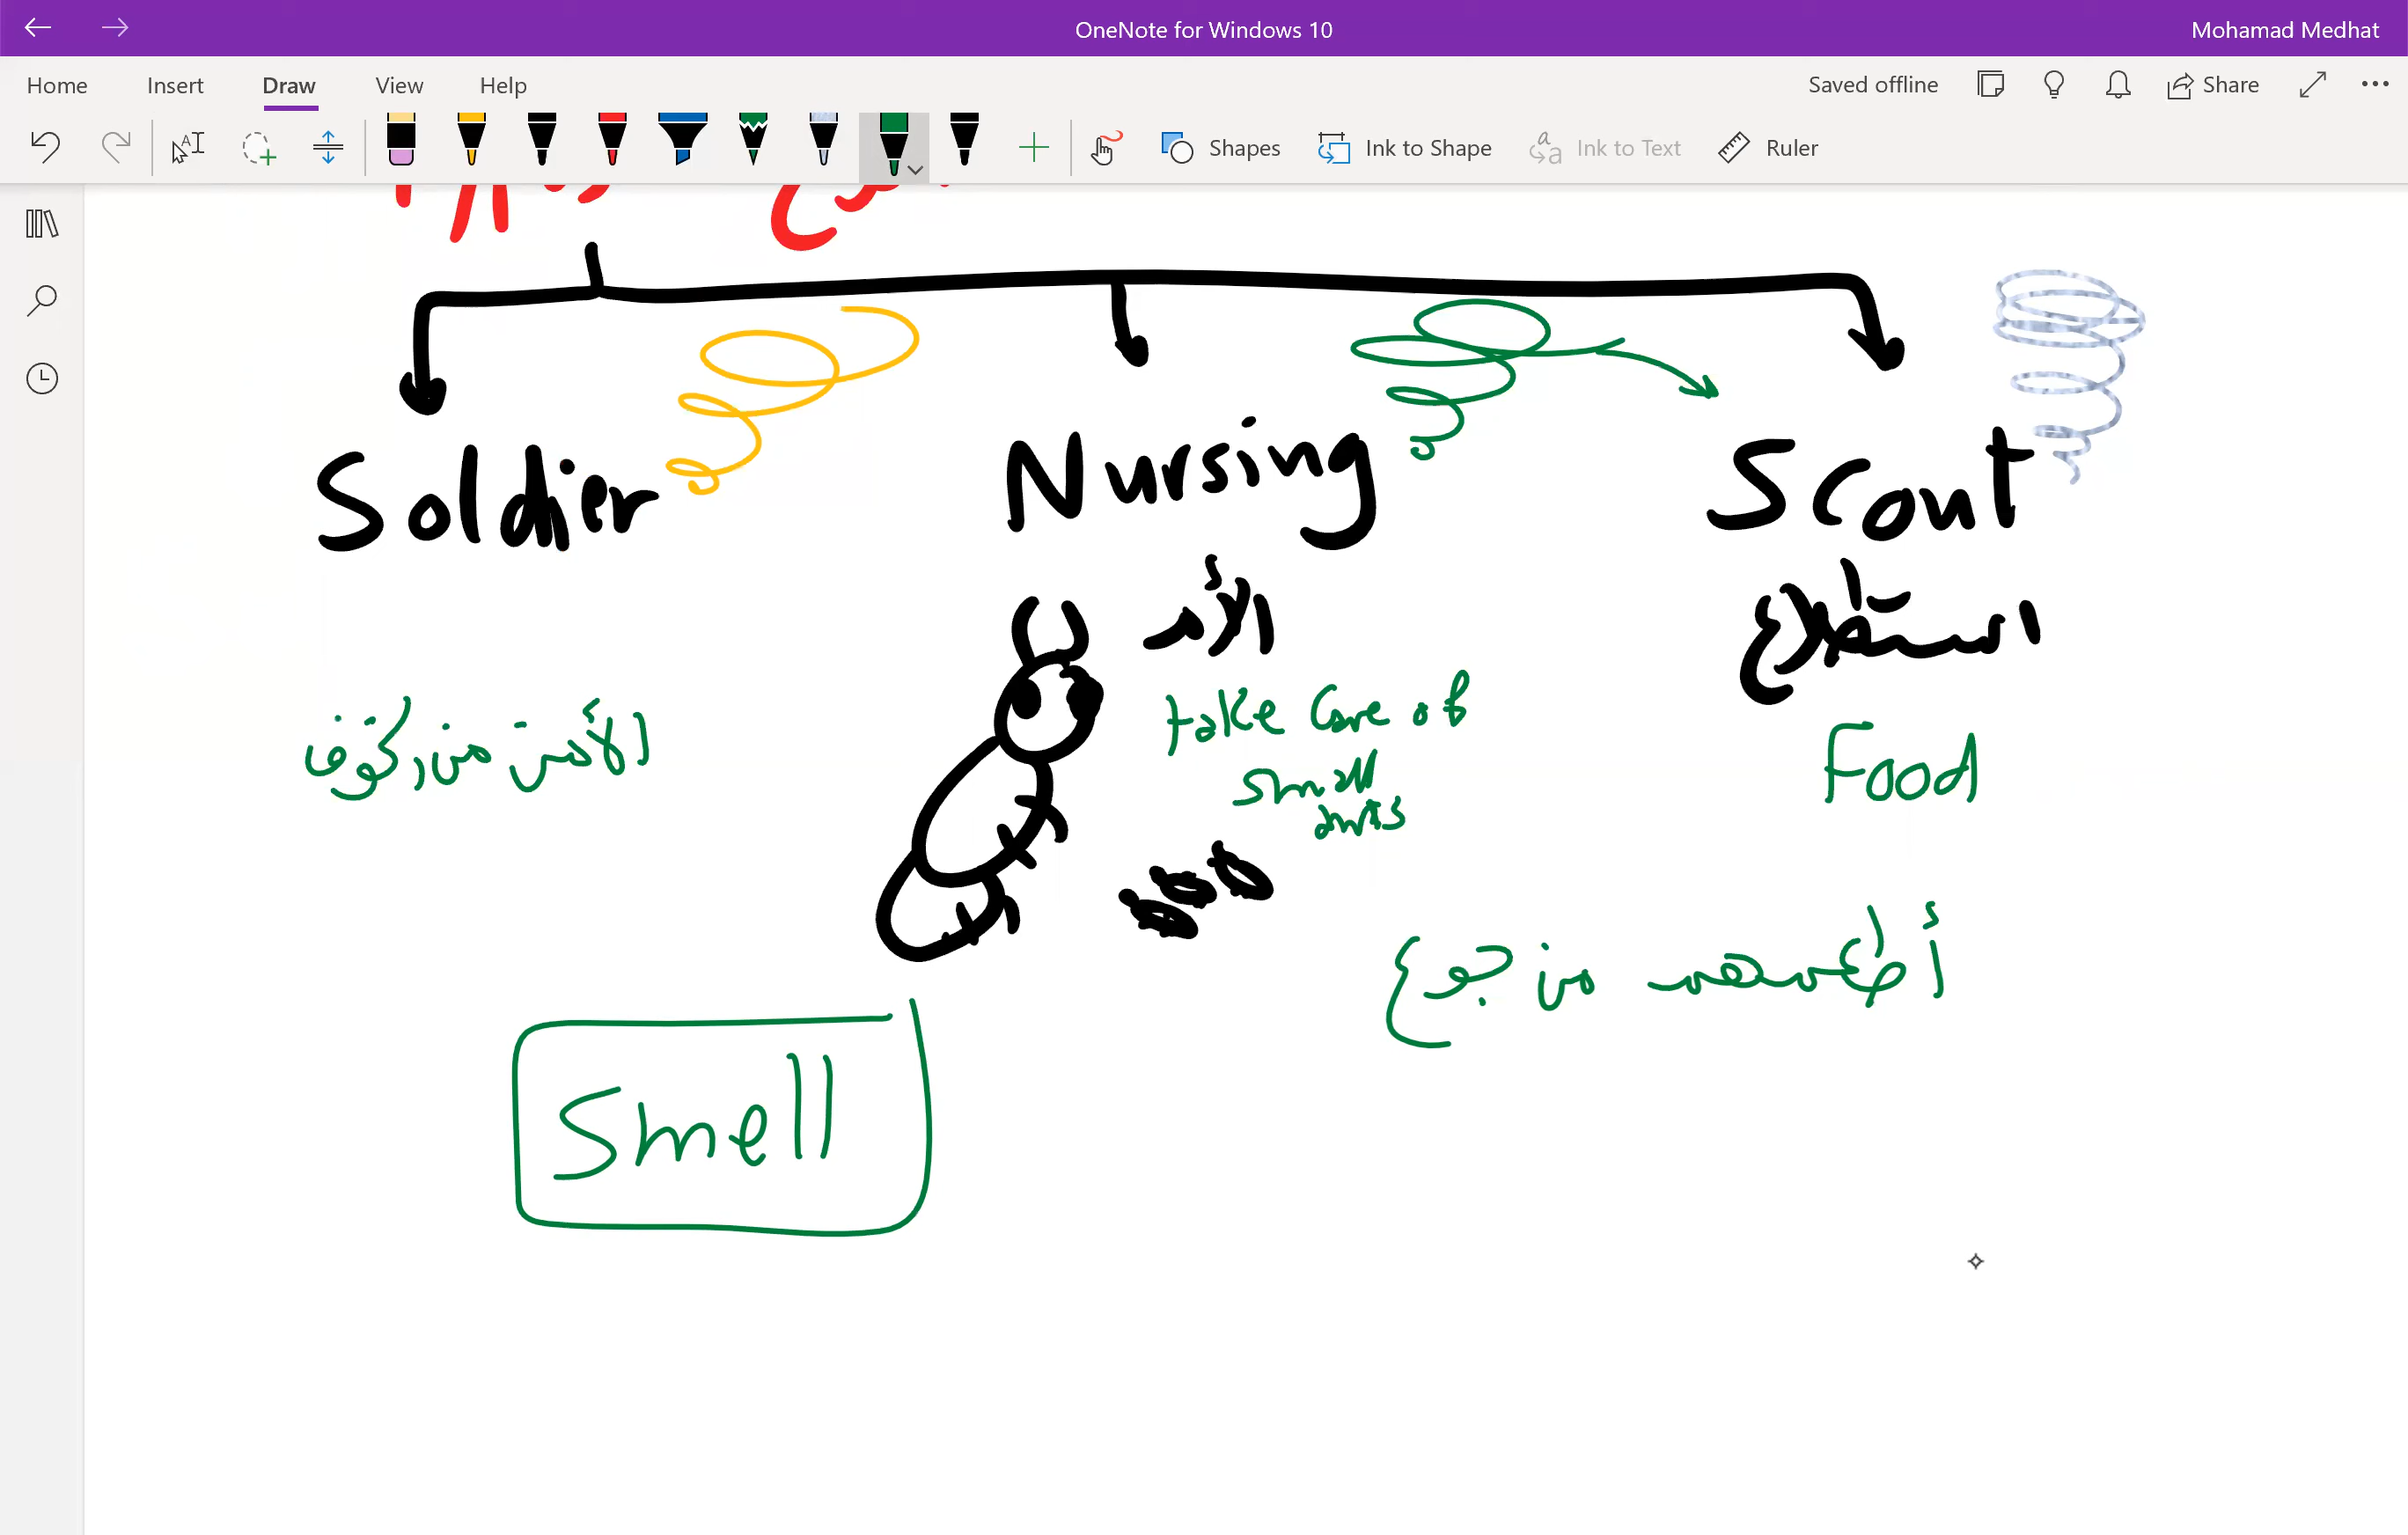 OneNote for Windows 10
Mohamad Medhat
Home Insert Draw View Help
Saved offline Share
Shapes Ink to Shape Ink to Text Ruler
Soldier Nursing Scout
الأم
استطلاع
الأمن من خوف
take care of
small
ants
Food
أطعمهم من جوع
Smell